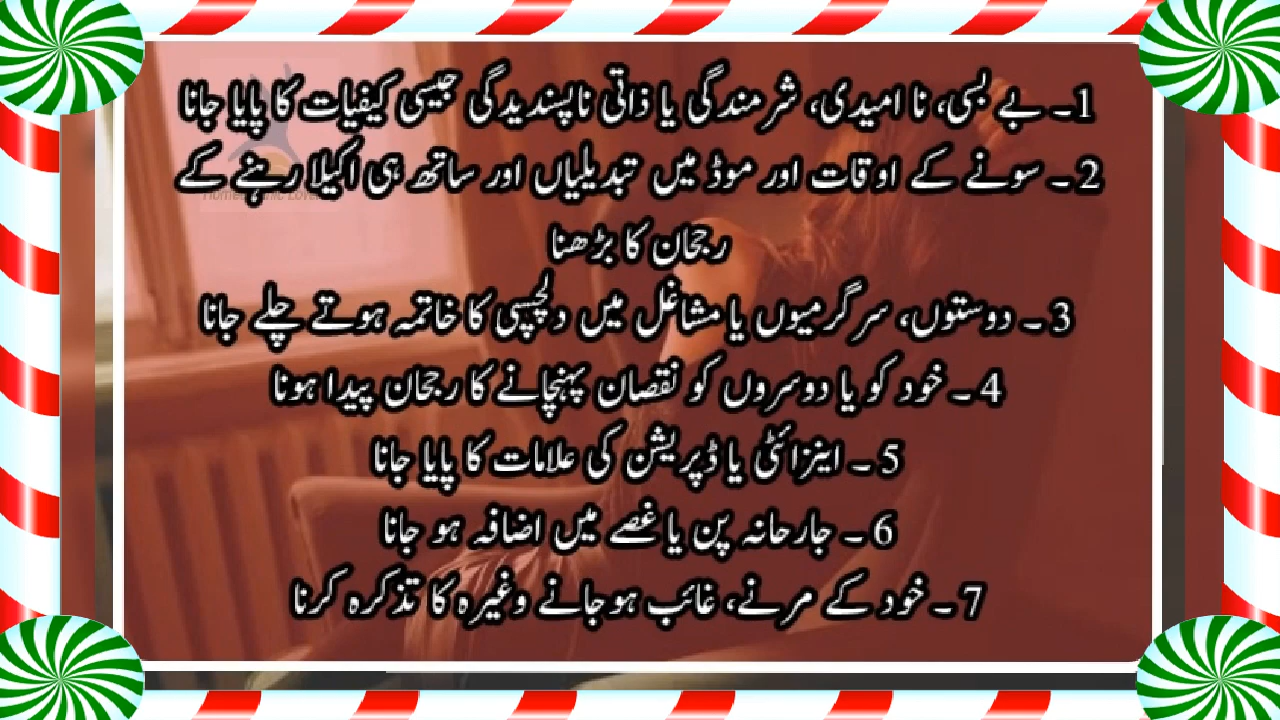 1۔ بے بسی، نا امیدی، شرمندگی یا ذاتی ناپسندیدگی جیسی کیفیات کا پایا جانا
2۔ سونے کے اوقات اور موڈ میں تبدیلیاں اور ساتھ ہی اکیلا رہنے کے
رجحان کا بڑھنا
3۔ دوستوں، سرگرمیوں یا مشاغل میں دلچسپی کا خاتمہ ہوتے چلے جانا
4۔ خود کو یا دوسروں کو نقصان پہنچانے کا رجحان پیدا ہونا
5۔ اینزائٹی یا ڈپریشن کی علامات کا پایا جانا
6۔ جارحانہ پن یا غصے میں اضافہ ہو جانا
7۔ خود کے مرنے، غائب ہوجانے وغیرہ کا تذکرہ کرنا